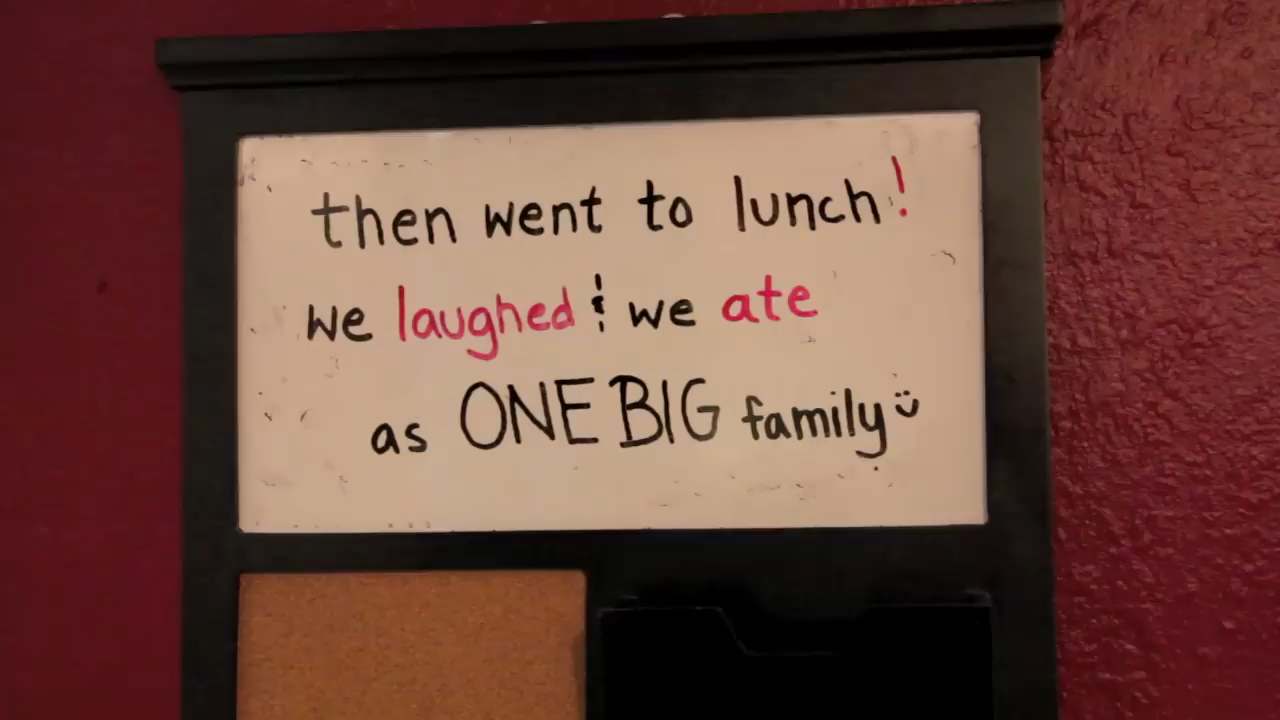 then went to lunch!
we laughed & we ate
as ONE BIG family ü